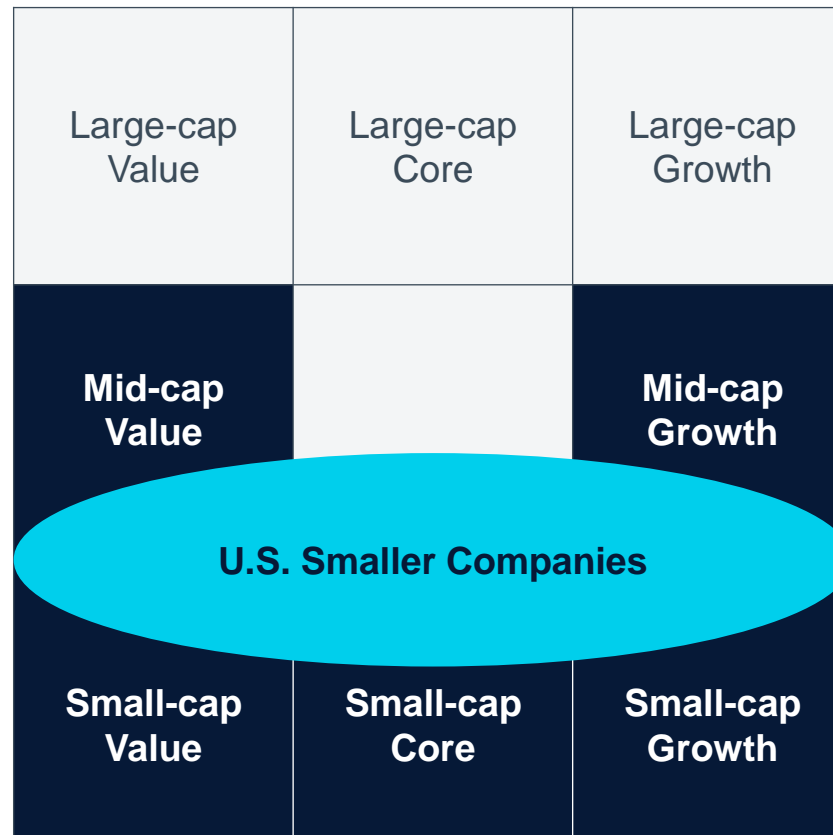 Large-cap
Value
Large-cap
Core
Large-cap
Growth
Mid-cap
Value
Mid-cap
Growth
U.S. Smaller Companies
Small-cap
Value
Small-cap
Core
Small-cap
Growth